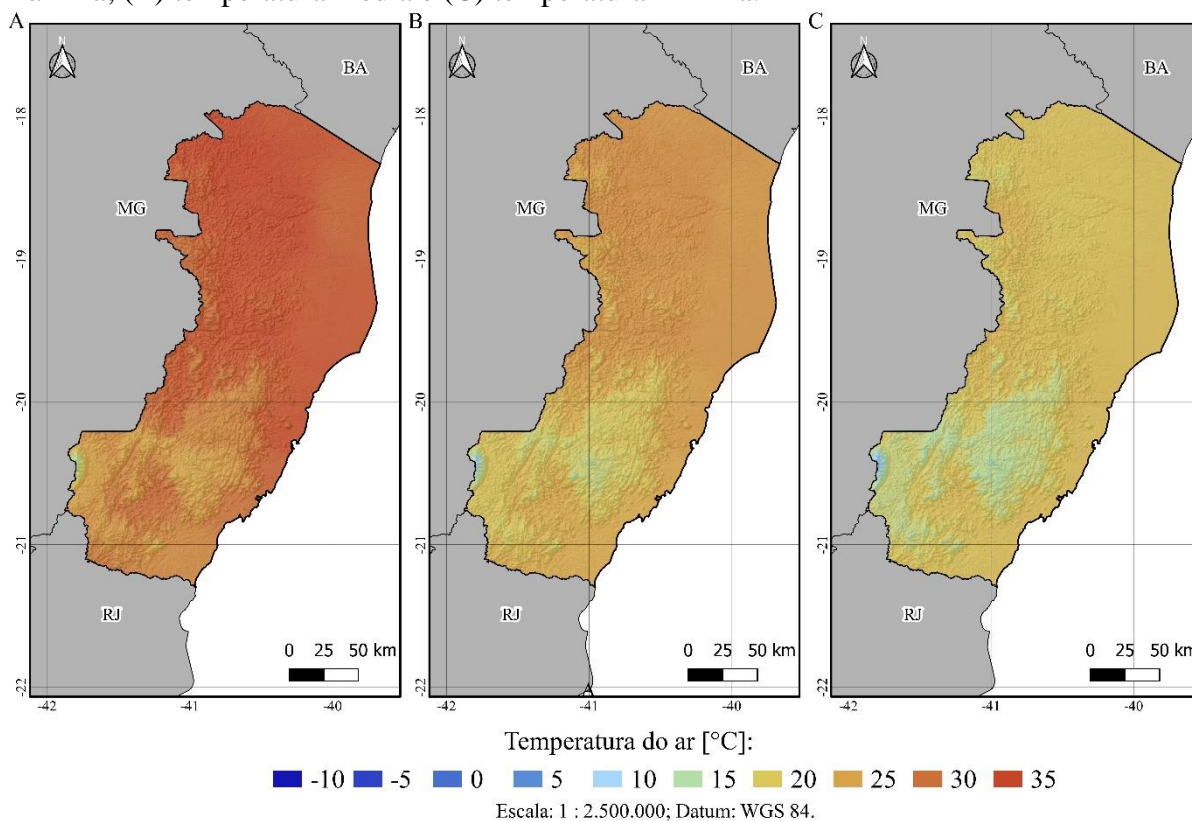 (B) temperatura média e (C) temperatura
A
B
C
N
N
N
BA
BA
BA
MG
MG
MG
RJ
RJ
RJ
-18
-19
-20
-21
-22
-18
-19
-20
-21
-22
-18
-19
-20
-21
-22
0 25 50 km
0 25 50 km
0 25 50 km
-42 -41 -40
-42 -41 -40
-42 -41 -40
Temperatura do ar [°C]:
-10 -5 0 5 10 15 20 25 30 35
Escala: 1 : 2.500.000; Datum: WGS 84.